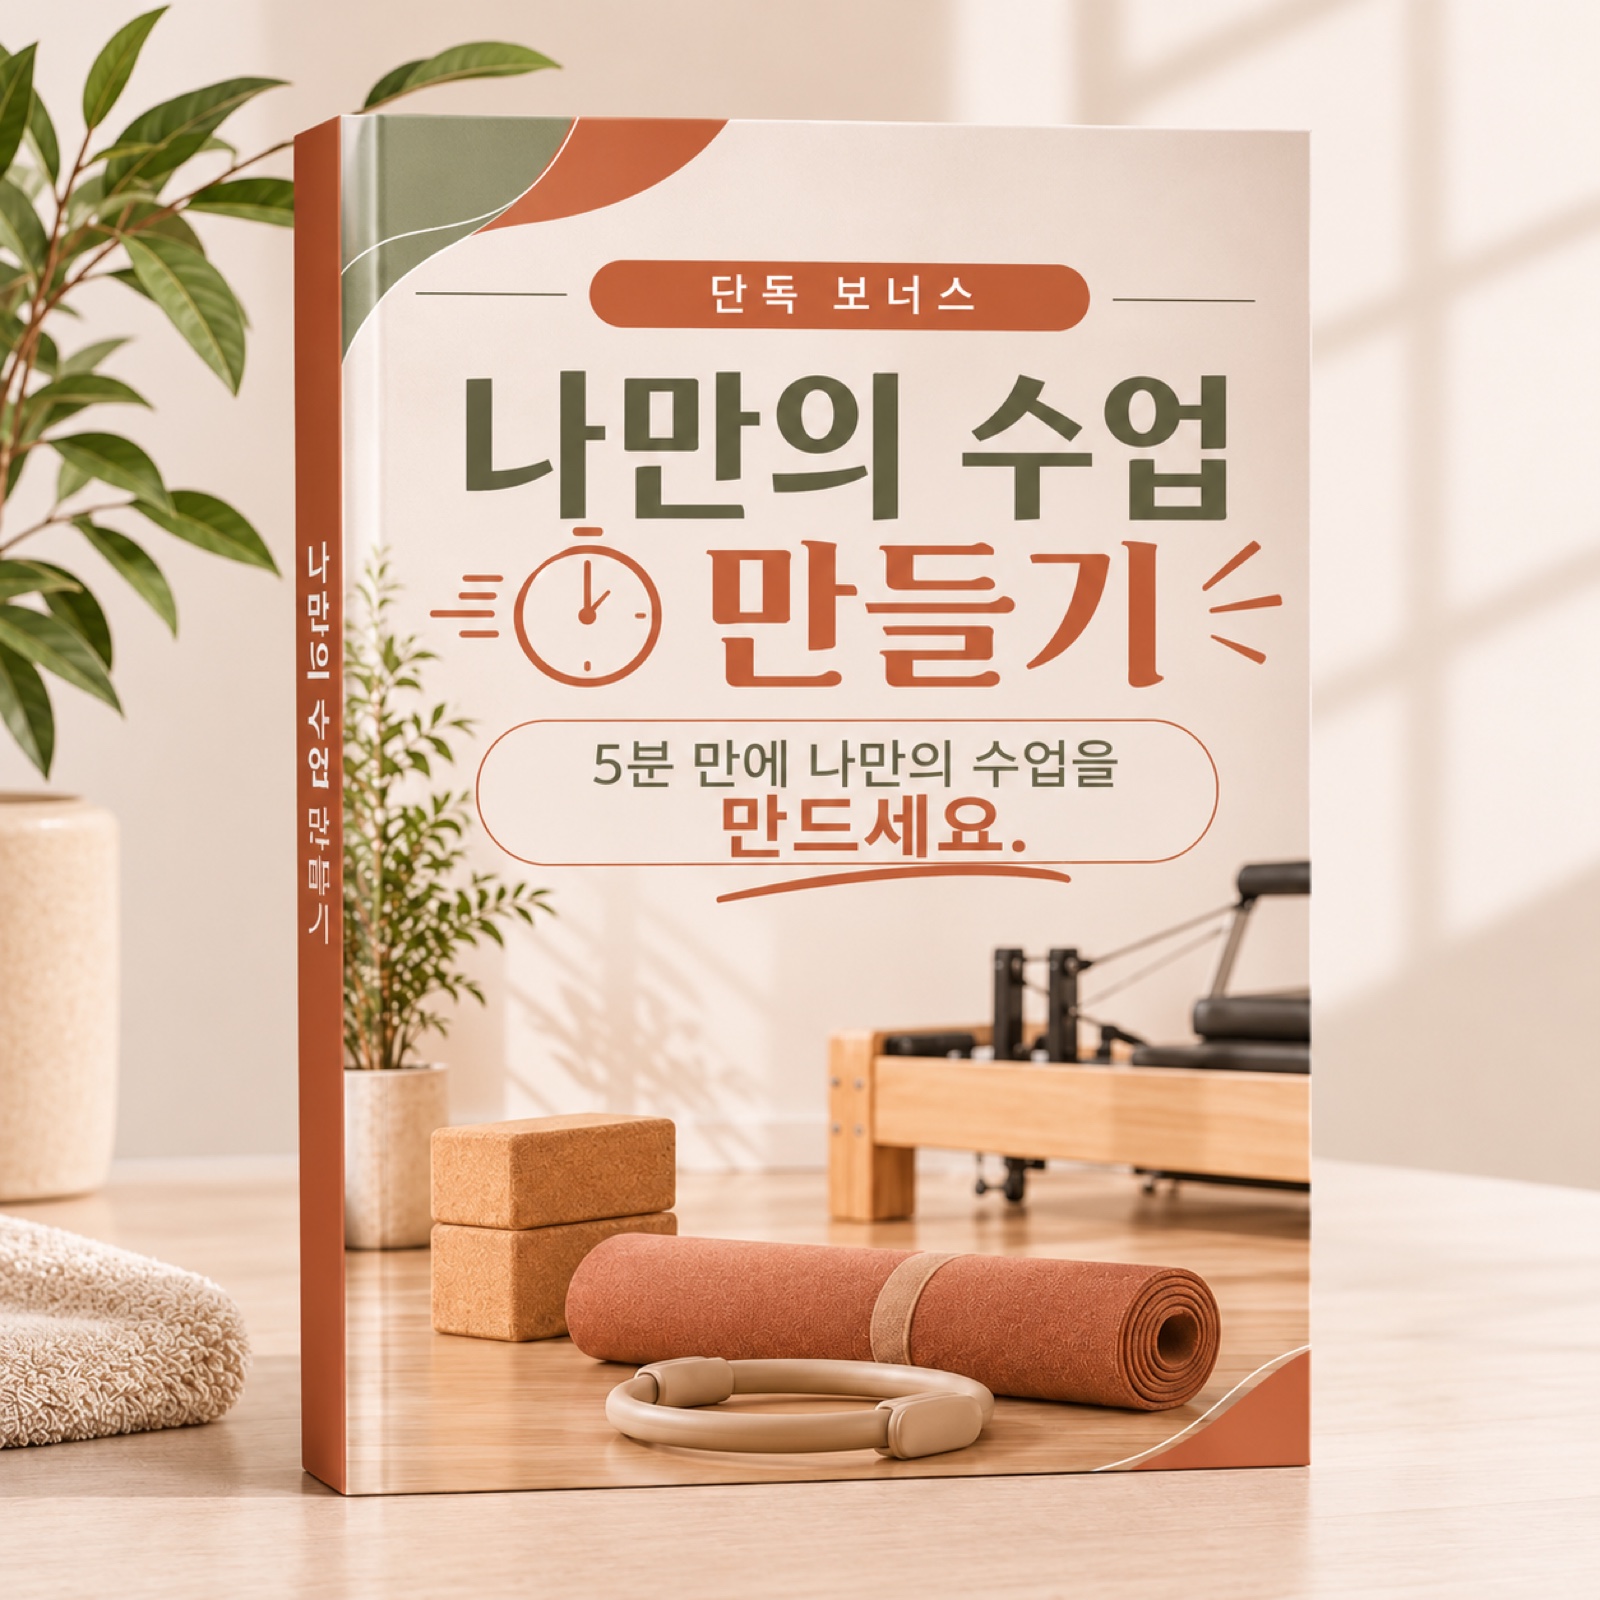 단독 보너스
나만의 수업
만들기
5분 만에 나만의 수업을
만드세요.
나만의 수업 만들기